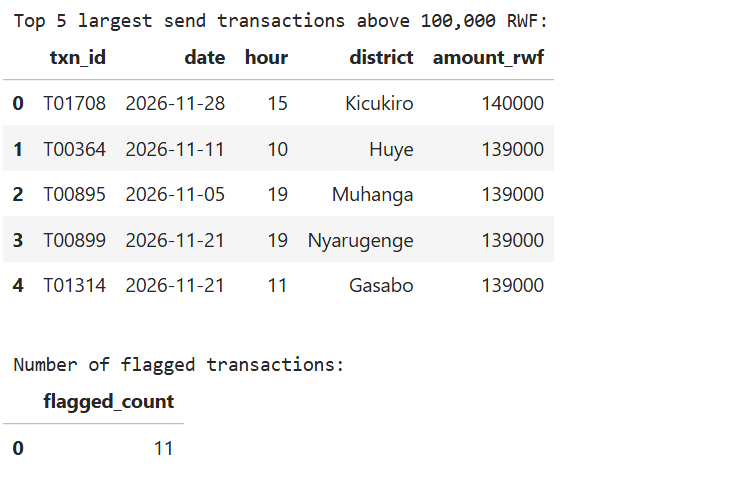 Top 5 largest send transactions above 100,000 RWF:
txn_id date hour district amount_rwf
0 T01708 2026-11-28 15 Kicukiro 140000
1 T00364 2026-11-11 10 Huye 139000
2 T00895 2026-11-05 19 Muhanga 139000
3 T00899 2026-11-21 19 Nyarugenge 139000
4 T01314 2026-11-21 11 Gasabo 139000
Number of flagged transactions:
flagged_count
0 11